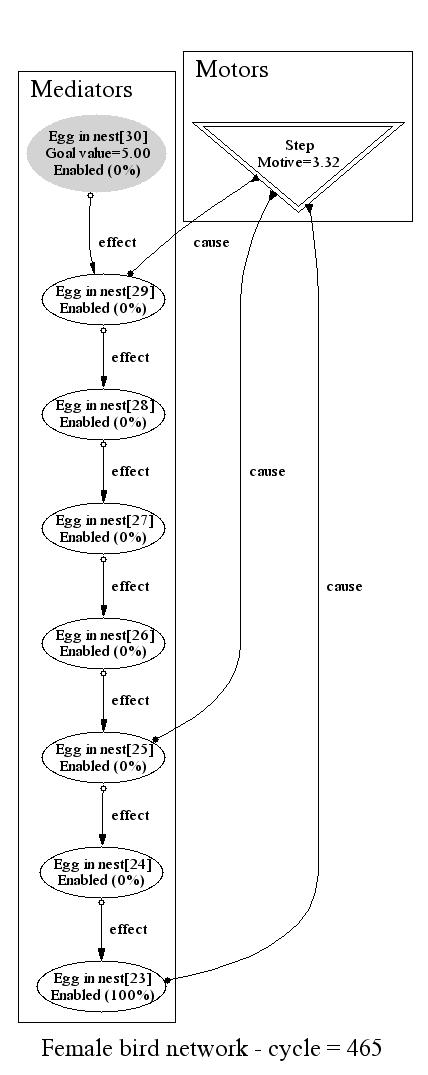 Mediators
Motors
Egg in nest[30]
Goal value=5.00
Enabled (0%)
Step
Motive=3.32
effect
cause
Egg in nest[29]
Enabled (0%)
effect
Egg in nest[28]
Enabled (0%)
effect
cause
Egg in nest[27]
Enabled (0%)
effect
cause
Egg in nest[26]
Enabled (0%)
effect
Egg in nest[25]
Enabled (0%)
effect
Egg in nest[24]
Enabled (0%)
effect
Egg in nest[23]
Enabled (100%)
Female bird network - cycle = 465